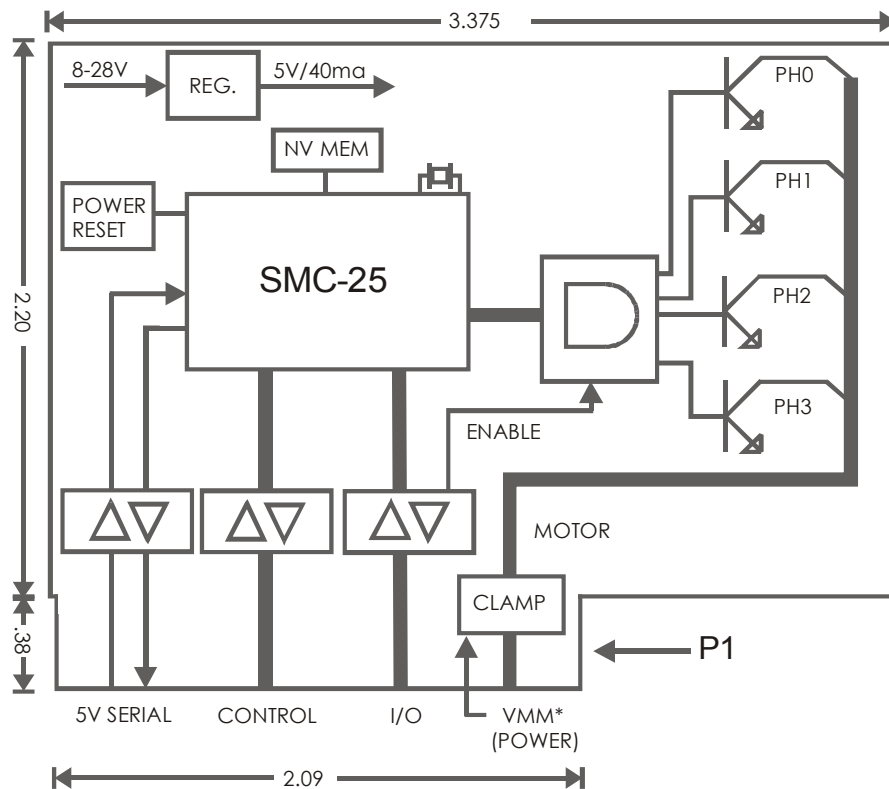 3.375
8-28V
REG.
5V/40ma
PH0
NV MEM
POWER
RESET
PH1
SMC-25
2.20
PH2
PH3
ENABLE
MOTOR
CLAMP
.38
P1
5V SERIAL
CONTROL
I/O
VMM*
(POWER)
2.09